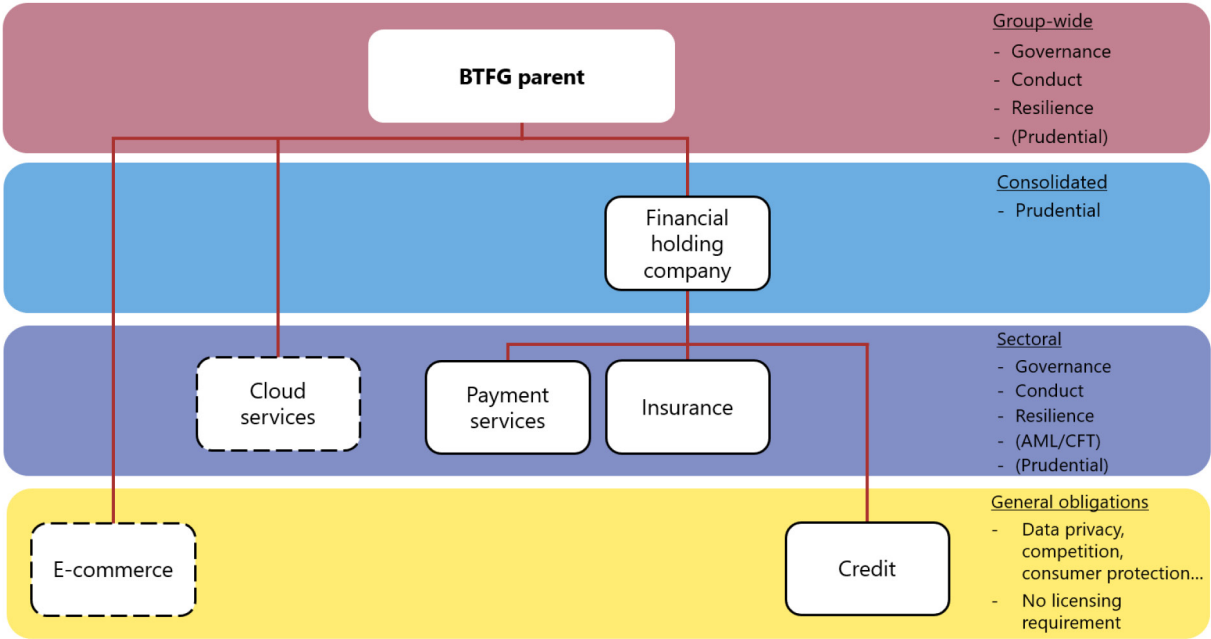 BTFG parent
Group-wide
- Governance
- Conduct
- Resilience
- (Prudential)
Financial
holding
company
Consolidated
- Prudential
Cloud
services
Payment
services
Insurance
Sectoral
- Governance
- Conduct
- Resilience
- (AML/CFT)
- (Prudential)
E-commerce
Credit
General obligations
- Data privacy,
competition,
consumer protection...
- No licensing
requirement